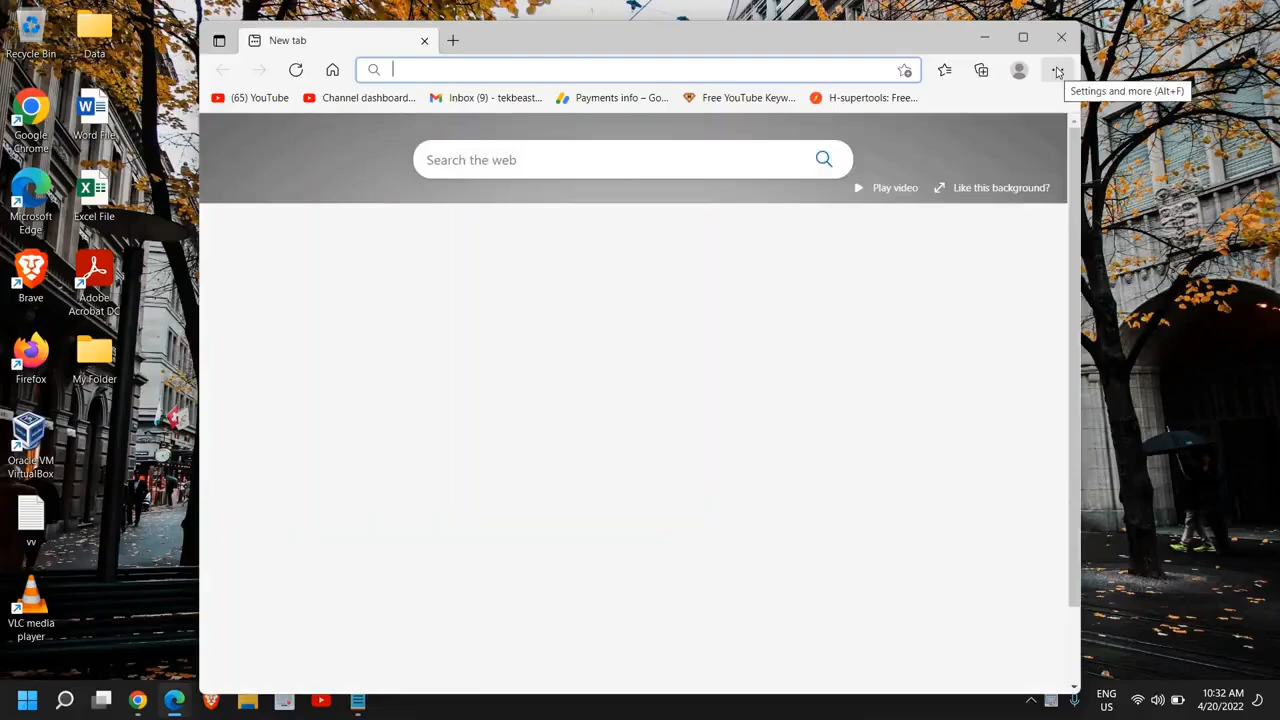 Recycle Bin
Data
Google Chrome
Word File
Microsoft Edge
Excel File
Brave
Adobe Acrobat DC
Firefox
My Folder
Oracle VM VirtualBox
vv
VLC media player
New tab
Settings and more (Alt+F)
(65) YouTube
Channel dashboard...
Inbox (9) - tekbeast...
Payments info – Go...
Free YouTube Keyw...
H-supertools: Free...
Search the web
Play video
Like this background?
ENG
US
10:32 AM
4/20/2022